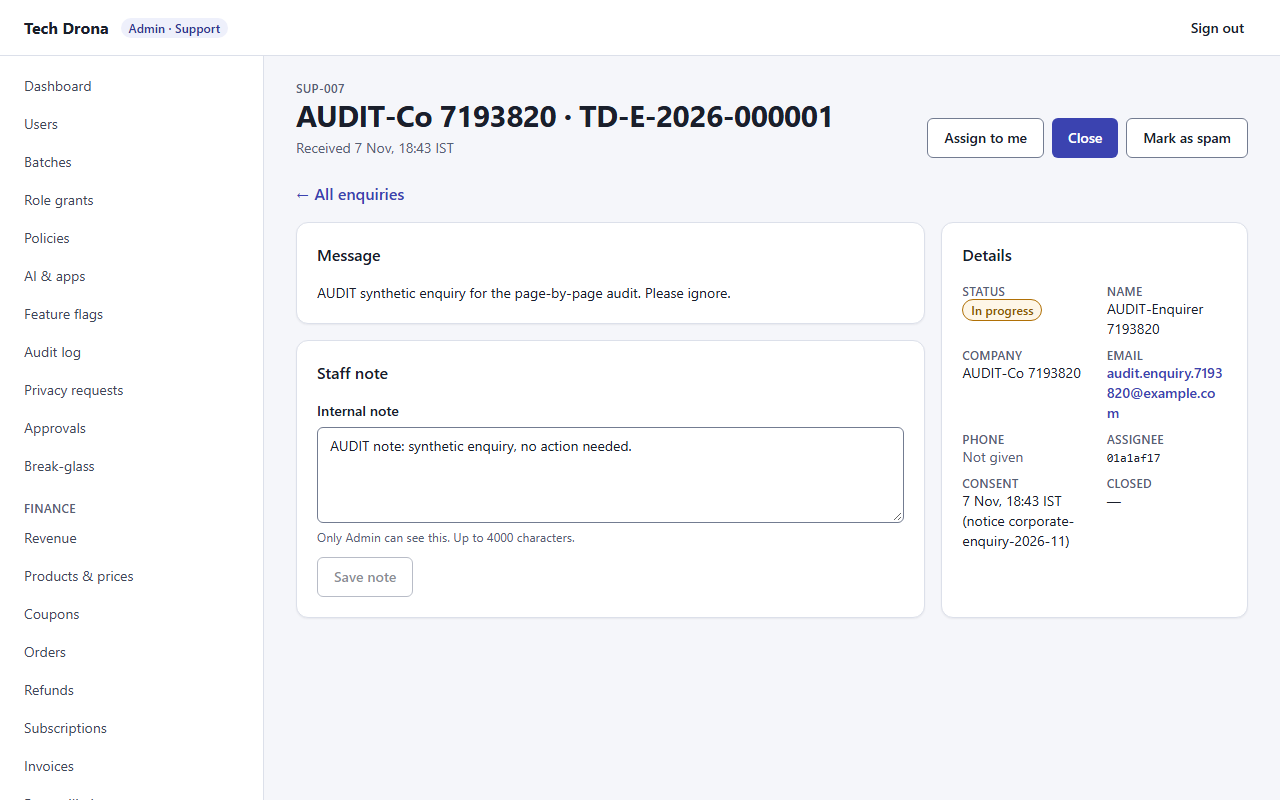 Tech Drona
Admin · Support
Sign out
Dashboard
Users
Batches
Role grants
Policies
AI & apps
Feature flags
Audit log
Privacy requests
Approvals
Break-glass
FINANCE
Revenue
Products & prices
Coupons
Orders
Refunds
Subscriptions
Invoices
SUP-007
AUDIT-Co 7193820 · TD-E-2026-000001
Received 7 Nov, 18:43 IST
Assign to me
Close
Mark as spam
← All enquiries
Message
AUDIT synthetic enquiry for the page-by-page audit. Please ignore.
Staff note
Internal note
AUDIT note: synthetic enquiry, no action needed.
Only Admin can see this. Up to 4000 characters.
Save note
Details
STATUS
In progress
NAME
AUDIT-Enquirer
7193820
COMPANY
AUDIT-Co 7193820
EMAIL
audit.enquiry.7193
820@example.co
m
PHONE
Not given
ASSIGNEE
01a1af17
CONSENT
7 Nov, 18:43 IST
(notice corporate-
enquiry-2026-11)
CLOSED
—